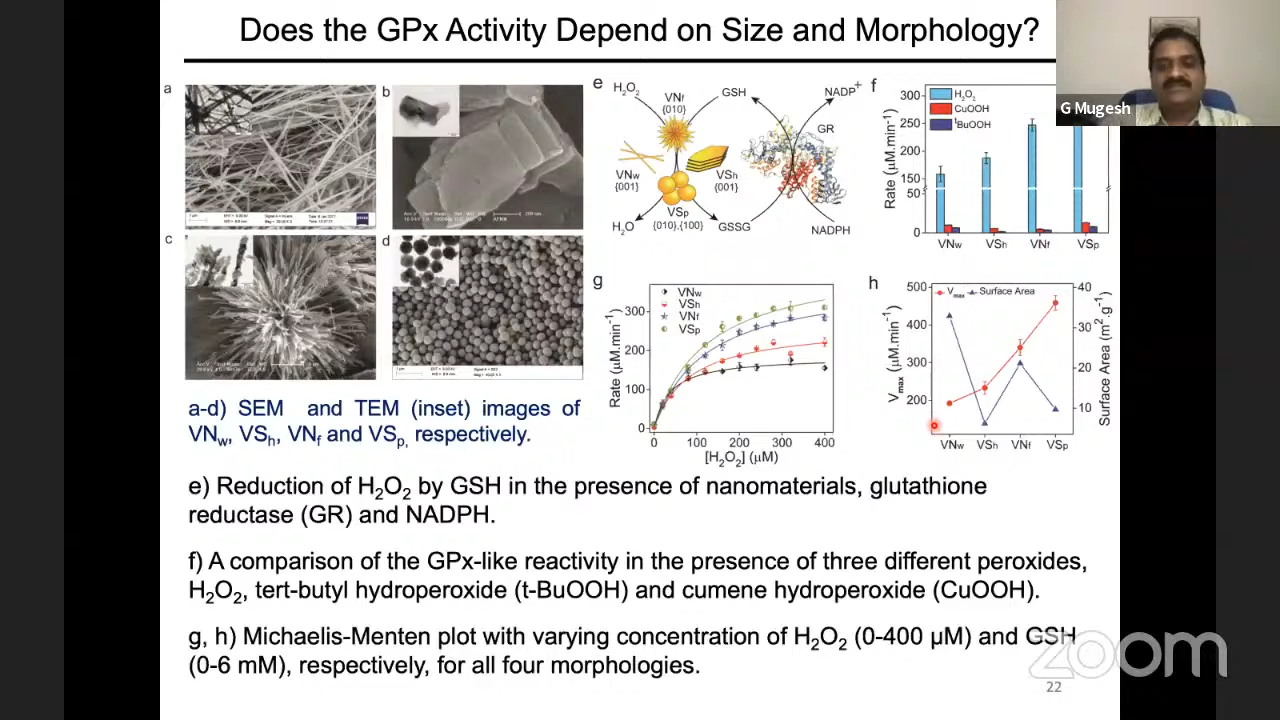 Does the GPx Activity Depend on Size and Morphology?
G Mugesh
a
b
c
d
a-d) SEM and TEM (inset) images of
VNw, VSh, VNf and VSp, respectively.
e
H2O2
VNf
{010}
GSH
NADP+
GR
VNw
{001}
VSh
{001}
VSp
{010},{100}
H2O
GSSG
NADPH
f
H2O2
CuOOH
tBuOOH
Rate (µM.min-1)
300
250
200
150
50
0
VNw VSh VNf VSp
g
VNw
VSh
VNf
VSp
Rate (µM.min-1)
300
200
100
0
0 100 200 300 400
[H2O2] (µM)
h
Vmax Surface Area
Vmax (µM.min-1)
500
400
300
200
40
30
20
10
Surface Area (m2.g-1)
VNw VSh VNf VSp
e) Reduction of H2O2 by GSH in the presence of nanomaterials, glutathione
reductase (GR) and NADPH.
f) A comparison of the GPx-like reactivity in the presence of three different peroxides,
H2O2, tert-butyl hydroperoxide (t-BuOOH) and cumene hydroperoxide (CuOOH).
g, h) Michaelis-Menten plot with varying concentration of H2O2 (0-400 µM) and GSH
(0-6 mM), respectively, for all four morphologies.
zoom
22